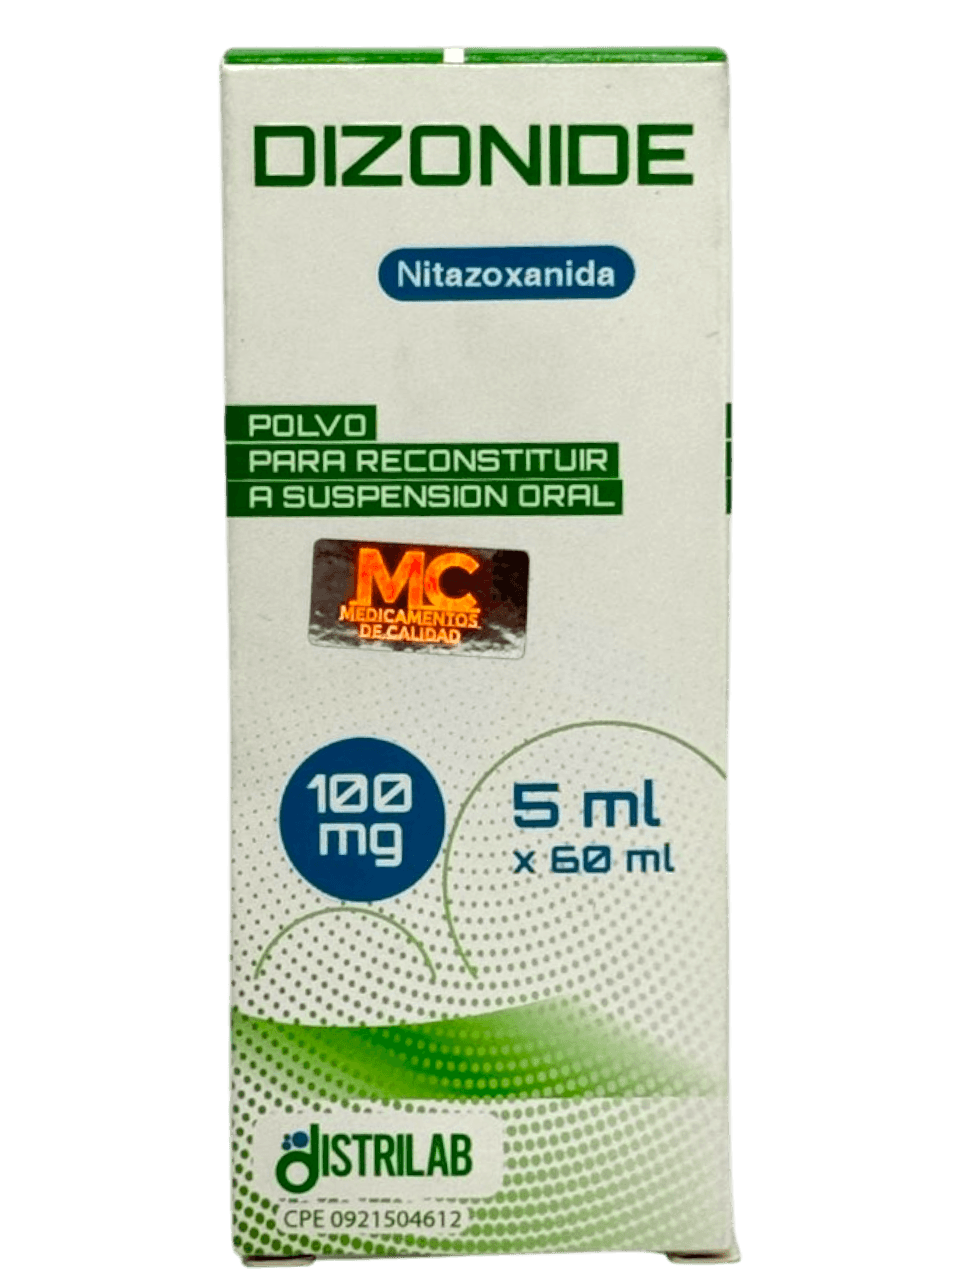 DIZONIDE
Nitazoxanida
POLVO
PARA RECONSTITUIR
A SUSPENSION ORAL
MC
MEDICAMENTOS
DE CALIDAD
100
mg
5 ml
x 60 ml
dISTRILAB
CPE 0921504612